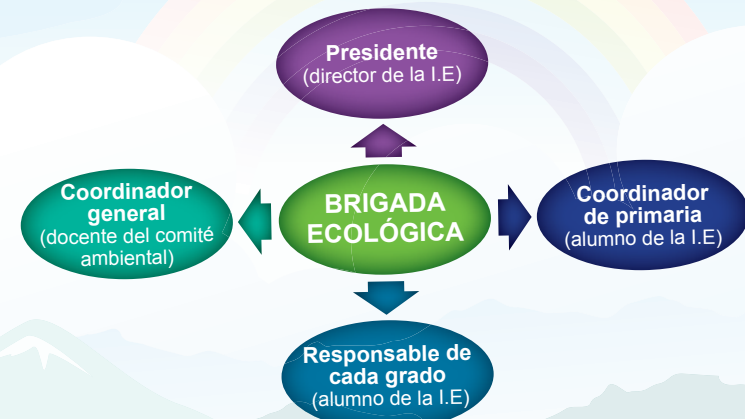 Presidente
(director de la I.E)
Coordinador
general
(docente del comité
ambiental)
BRIGADA
ECOLÓGICA
Coordinador
de primaria
(alumno de la I.E)
Responsable de
cada grado
(alumno de la I.E)